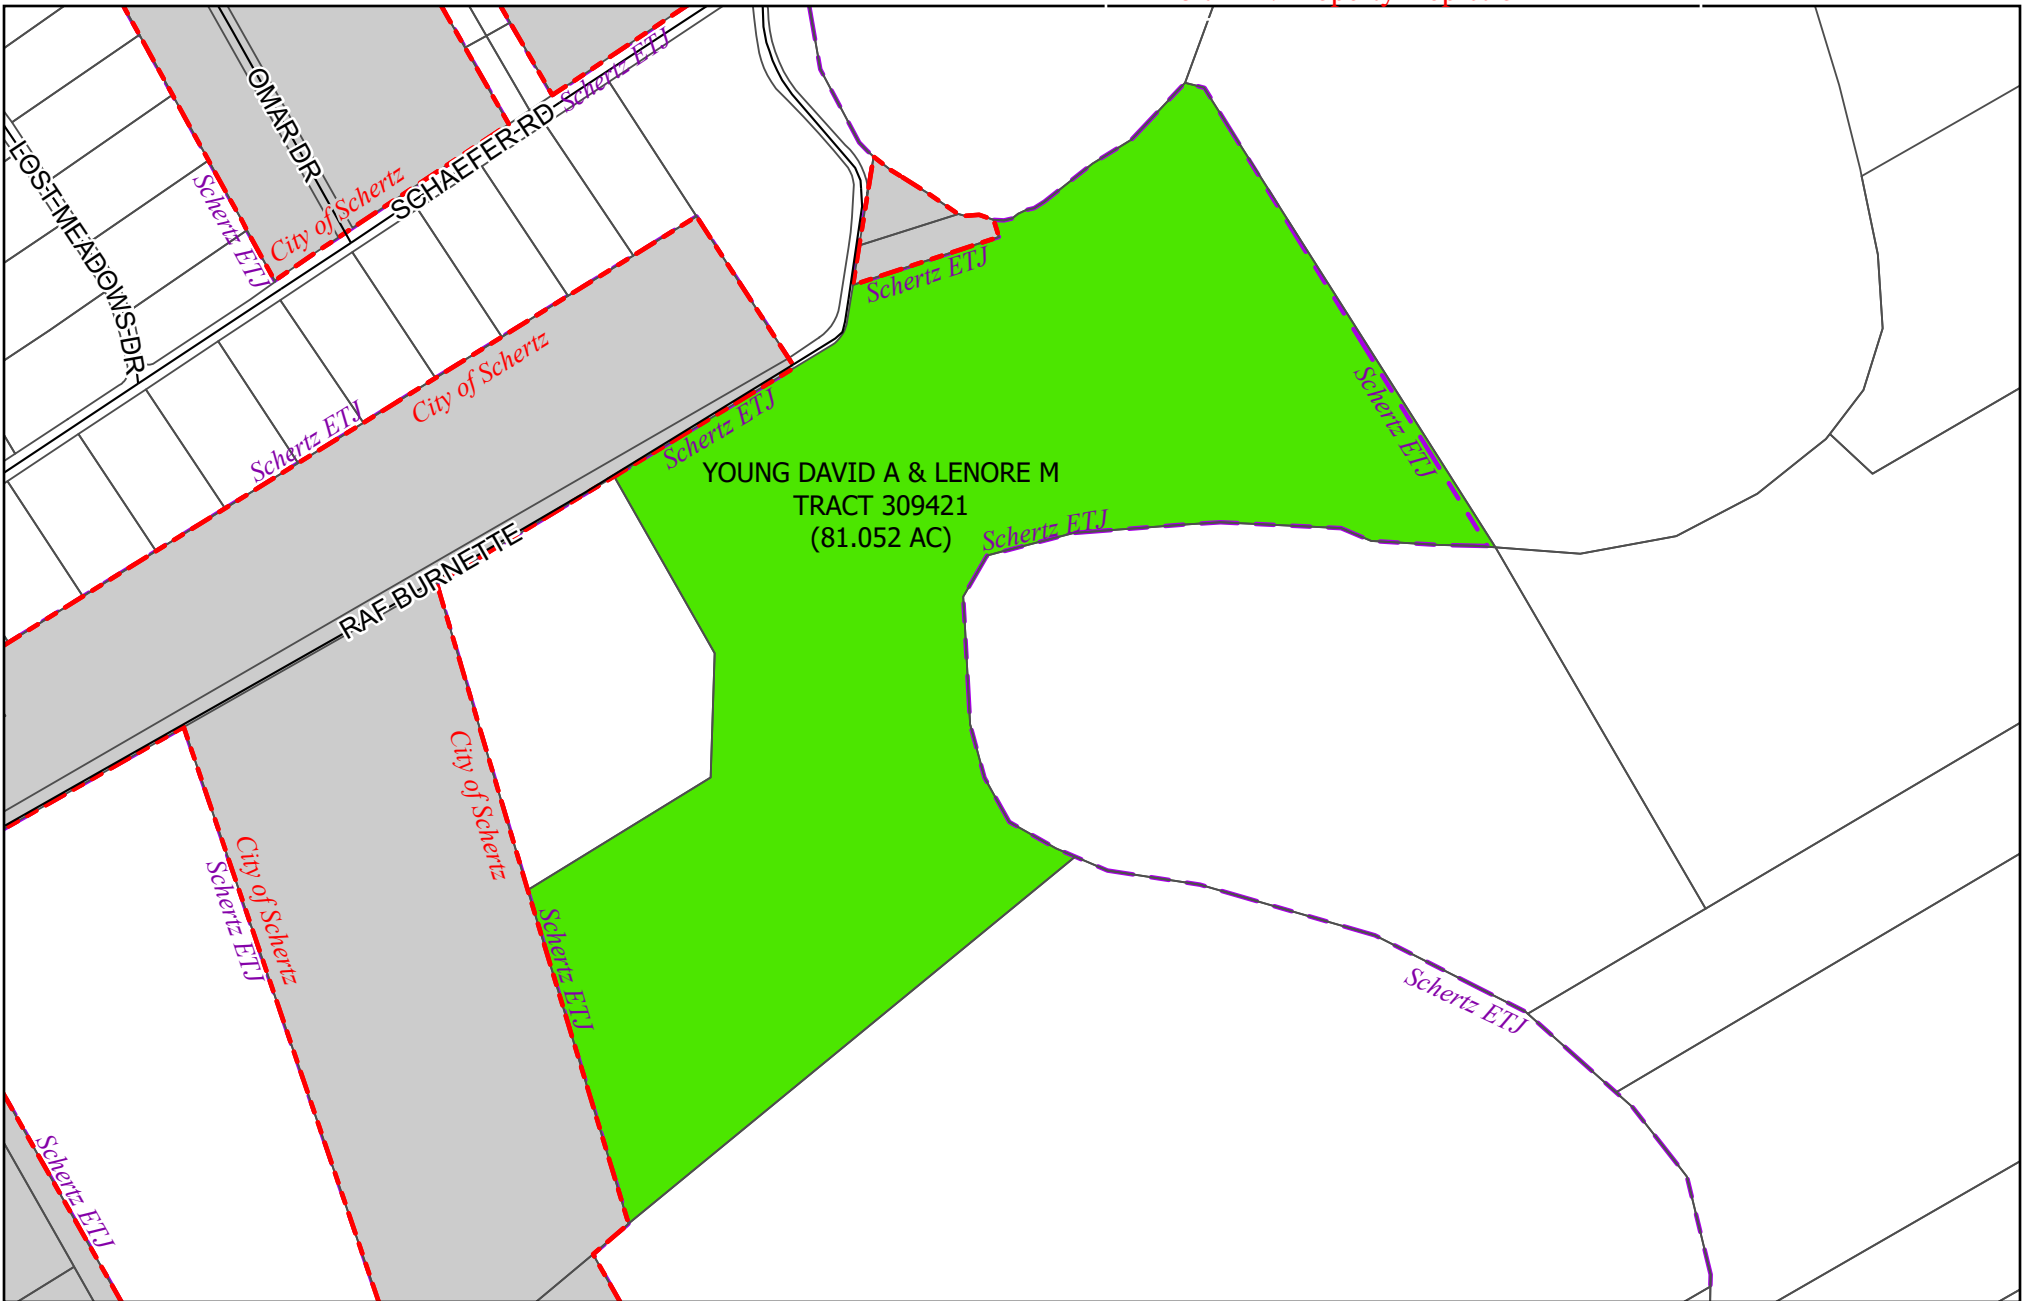 Schertz ETJ
OMAR DR
SCHAEFER RD
LOST MEADOWS DR
Schertz ETJ
City of Schertz
Schertz ETJ
City of Schertz
Schertz ETJ
Schertz ETJ
Schertz ETJ
YOUNG DAVID A & LENORE M
TRACT 309421
(81.052 AC)
Schertz ETJ
RAF BURNETTE
City of Schertz
City of Schertz
Schertz ETJ
Schertz ETJ
Schertz ETJ
Schertz ETJ